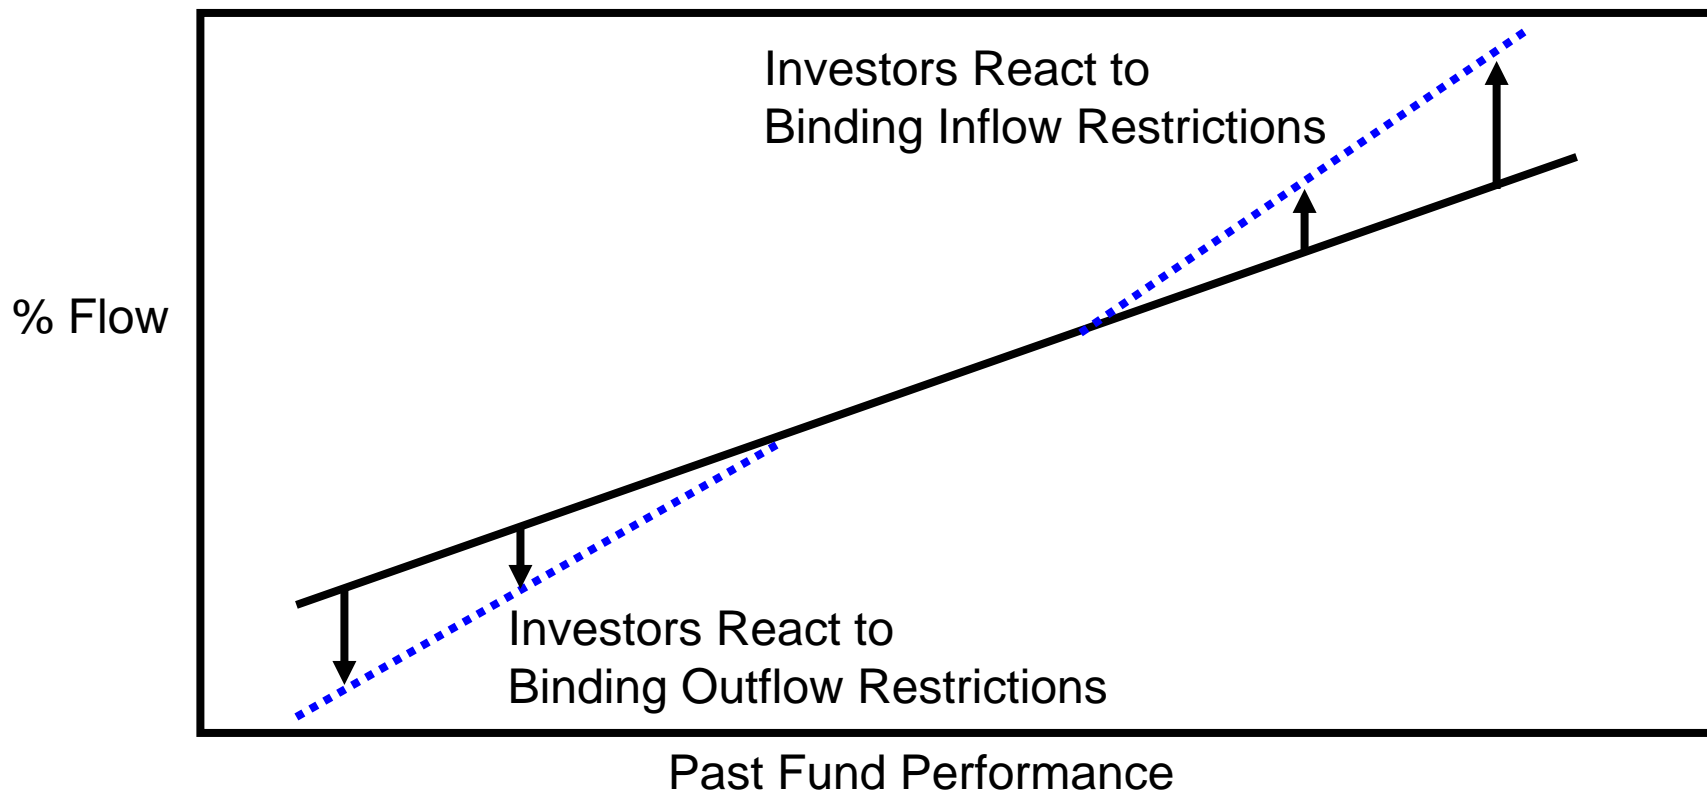 Investors React to
Binding Inflow Restrictions
% Flow
Investors React to
Binding Outflow Restrictions
Past Fund Performance